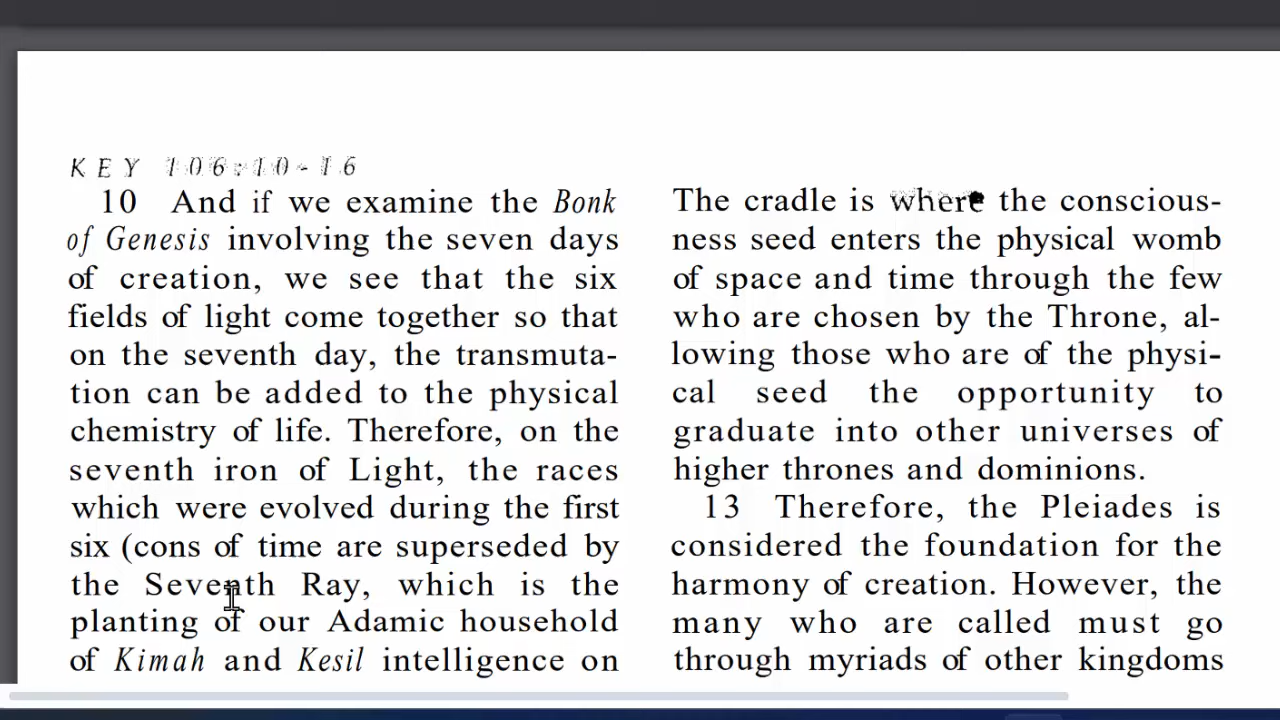 KEY 106:10-16
10 And if we examine the Bonk
of Genesis involving the seven days
of creation, we see that the six
fields of light come together so that
on the seventh day, the transmuta-
tion can be added to the physical
chemistry of life. Therefore, on the
seventh iron of Light, the races
which were evolved during the first
six (cons of time are superseded by
the Seventh Ray, which is the
planting of our Adamic household
of Kimah and Kesil intelligence on
The cradle is where the conscious-
ness seed enters the physical womb
of space and time through the few
who are chosen by the Throne, al-
lowing those who are of the physi-
cal seed the opportunity to
graduate into other universes of
higher thrones and dominions.
13 Therefore, the Pleiades is
considered the foundation for the
harmony of creation. However, the
many who are called must go
through myriads of other kingdoms